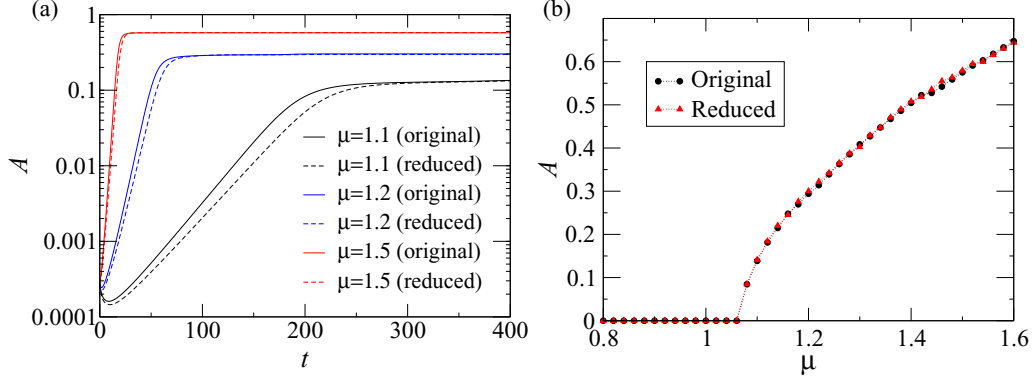 (a)
1
0.1
0.01
0.001
0.0001
A
0
100
200
300
400
t
μ=1.1 (original)
μ=1.1 (reduced)
μ=1.2 (original)
μ=1.2 (reduced)
μ=1.5 (original)
μ=1.5 (reduced)
(b)
0.6
0.5
0.4
0.3
0.2
0.1
0
A
0.8
1
1.2
1.4
1.6
μ
Original
Reduced